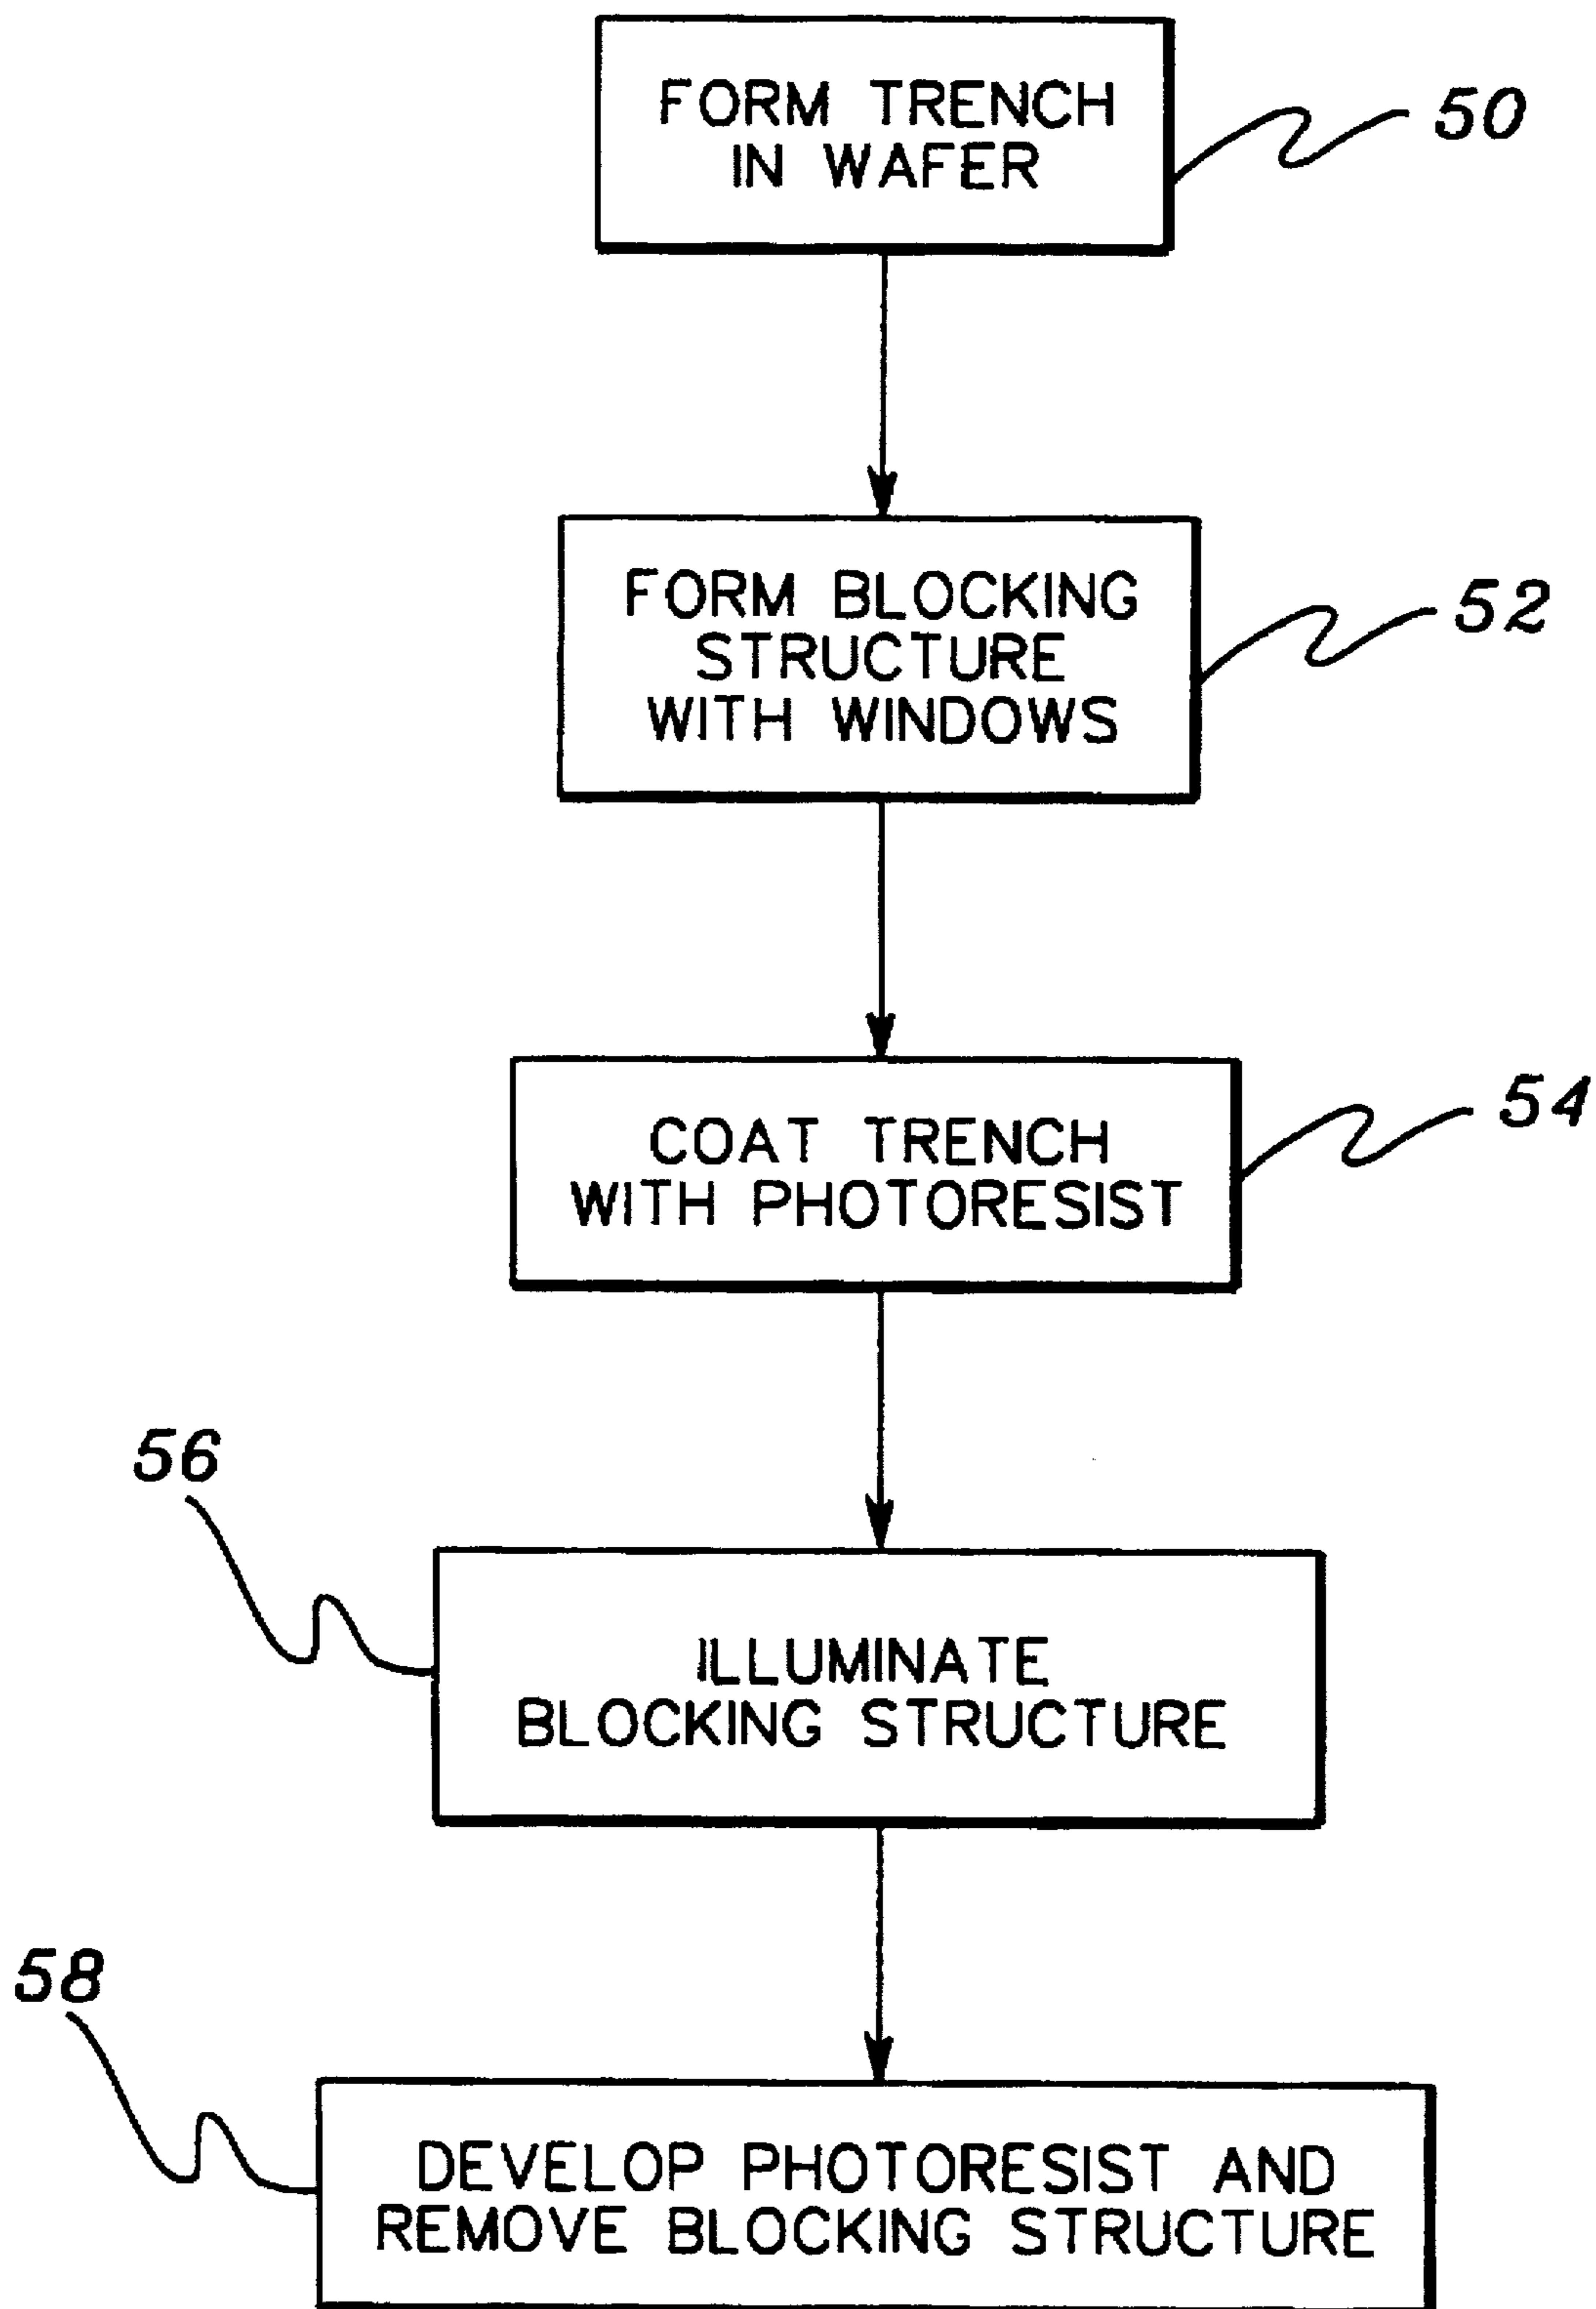 FORM TRENCH
IN WAFER
50
FORM BLOCKING
STRUCTURE
WITH WINDOWS
52
COAT TRENCH
WITH PHOTORESIST
54
56
ILLUMINATE
BLOCKING STRUCTURE
58
DEVELOP PHOTORESIST AND
REMOVE BLOCKING STRUCTURE